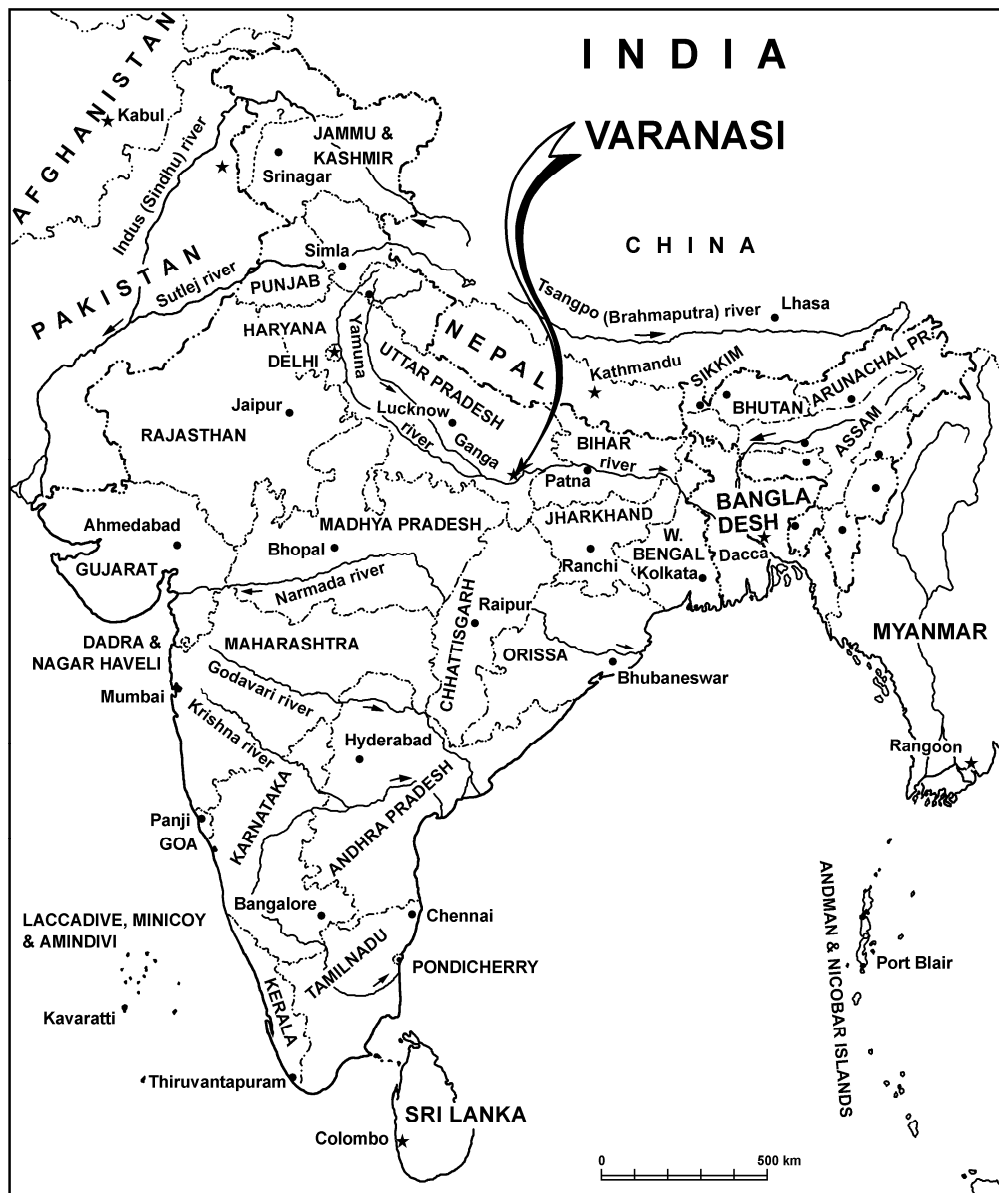 INDIA
VARANASI
AFGHANISTAN
Kabul
Indus (Sindhu) river
?
JAMMU &
KASHMIR
Srinagar
CHINA
PAKISTAN
Sutlej river
Simla
PUNJAB
Tsangpo (Brahmaputra) river
Lhasa
HARYANA
DELHI
Yamuna
river
NEPAL
Kathmandu
SIKKIM
BHUTAN
ARUNACHAL PR.
ASSAM
UTTAR PRADESH
Jaipur
RAJASTHAN
Lucknow
Ganga
river
BIHAR
Patna
BANGLA
DESH
Dacca
Ahmedabad
GUJARAT
MADHYA PRADESH
Bhopal
JHARKHAND
Ranchi
W.
BENGAL
Kolkata
Narmada river
CHHATTISGARH
Raipur
MYANMAR
DADRA &
NAGAR HAVELI
MAHARASHTRA
ORISSA
Bhubaneswar
Mumbai
Godavari river
Krishna river
Hyderabad
Rangoon
Panji
GOA
KARNATAKA
ANDHRA PRADESH
ANDMAN & NICOBAR ISLANDS
Bangalore
Chennai
LACCADIVE, MINICOY
& AMINDIVI
TAMILNADU
PONDICHERRY
Port Blair
KERALA
Kavaratti
Thiruvantapuram
SRI LANKA
Colombo
0 500 km